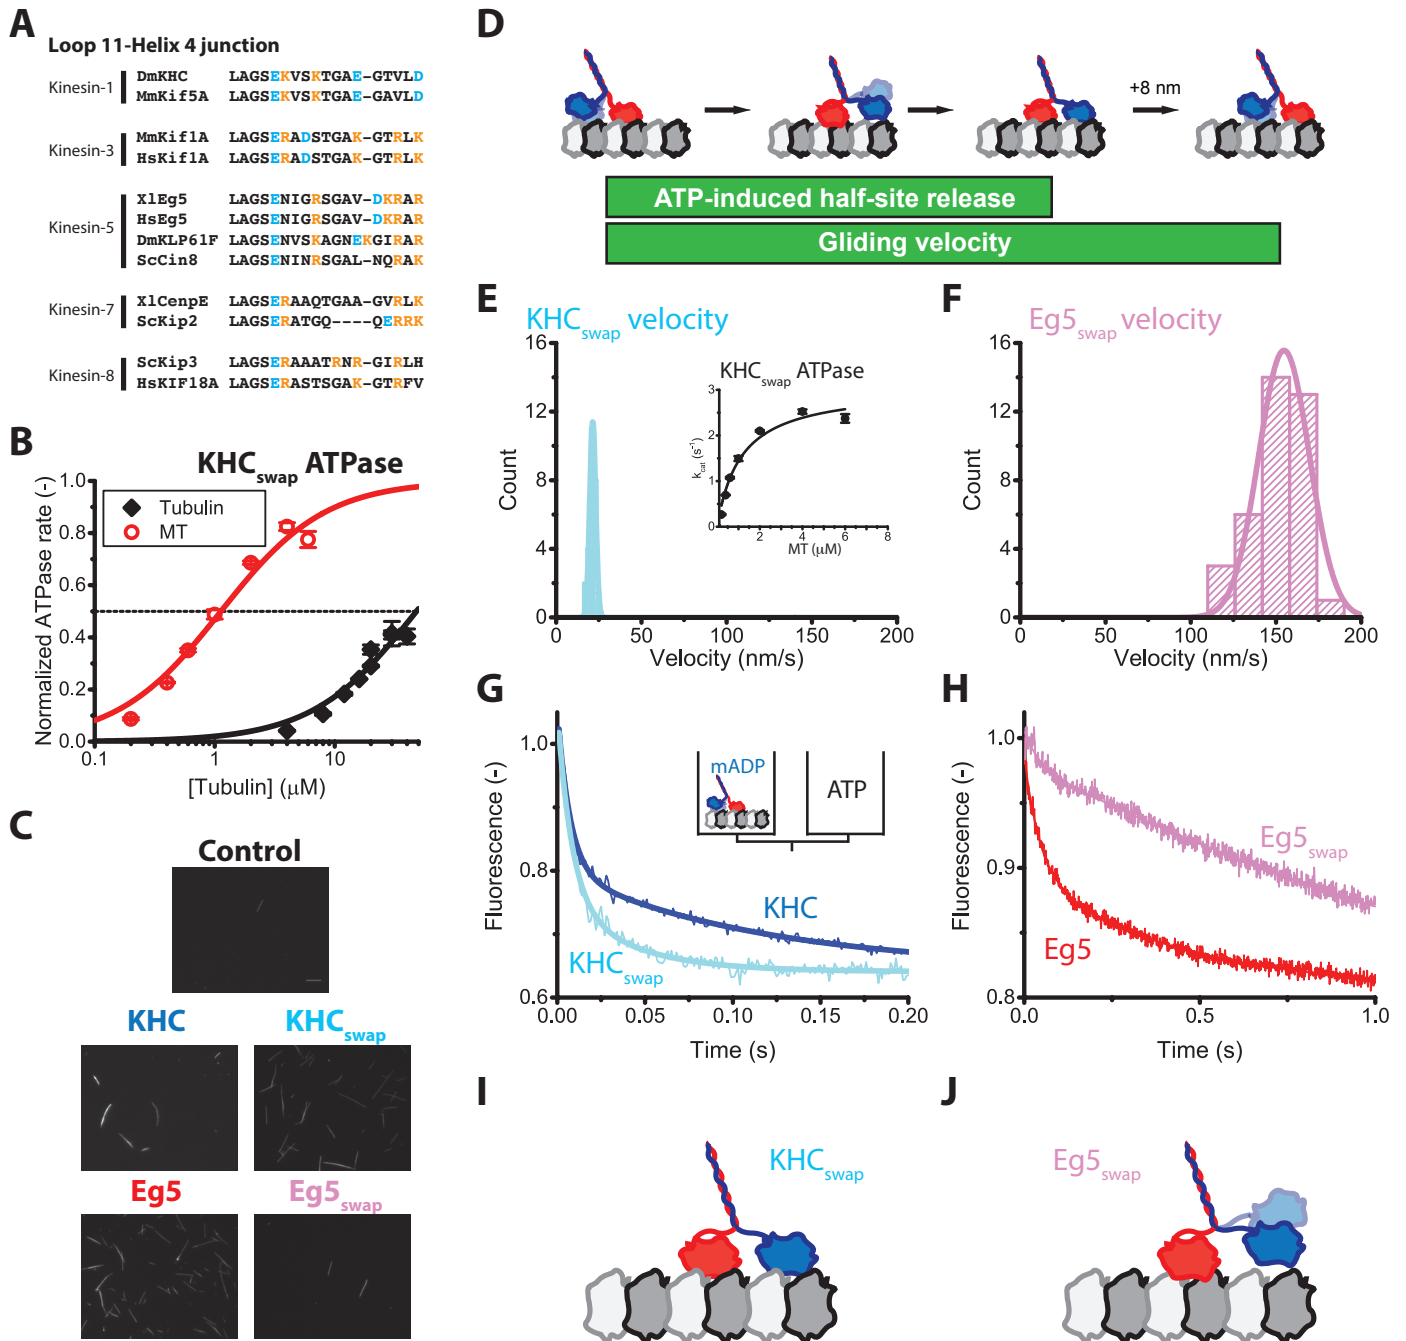 A
Loop 11-Helix 4 junction
Kinesin-1
DmKHC LAGSEKVSKTGAE-GTVLD
MmKif5A LAGSEKVSKTGAE-GAVLD
Kinesin-3
MmKif1A LAGSERADSTGAK-GTRLK
HsKif1A LAGSERADSTGAK-GTRLK
Kinesin-5
XlEg5 LAGSENIGRSGAV-DKRAR
HsEg5 LAGSENIGRSGAV-DKRAR
DmKLP61F LAGSENVSKAGNEKGIRAR
ScCin8 LAGSENINRSGAL-NQRAK
Kinesin-7
XlCenpE LAGSERAAQTGAA-GVRLK
ScKip2 LAGSERATGQ----QERRK
Kinesin-8
ScKip3 LAGSERAAATRNR-GIRLH
HsKIF18A LAGSERASTSGAK-GTRFV
B
KHCswap ATPase
Normalized ATPase rate (-)
1.0
0.8
0.6
0.4
0.2
0.0
Tubulin
MT
0.1
1
10
[Tubulin] (μM)
C
Control
KHC
KHCswap
Eg5
Eg5swap
D
+8 nm
ATP-induced half-site release
Gliding velocity
E
KHCswap velocity
Count
16
12
8
4
0
0
50
100
150
200
Velocity (nm/s)
KHCswap ATPase
kcat (s-1)
3
2
1
0
2
4
6
8
MT (μM)
F
Eg5swap velocity
Count
16
12
8
4
0
0
50
100
150
200
Velocity (nm/s)
G
Fluorescence (-)
1.0
0.8
0.6
0.00
0.05
0.10
0.15
0.20
Time (s)
mADP
ATP
KHC
KHCswap
H
Fluorescence (-)
1.0
0.9
0.8
0.0
0.5
1.0
Time (s)
Eg5swap
Eg5
I
KHCswap
J
Eg5swap